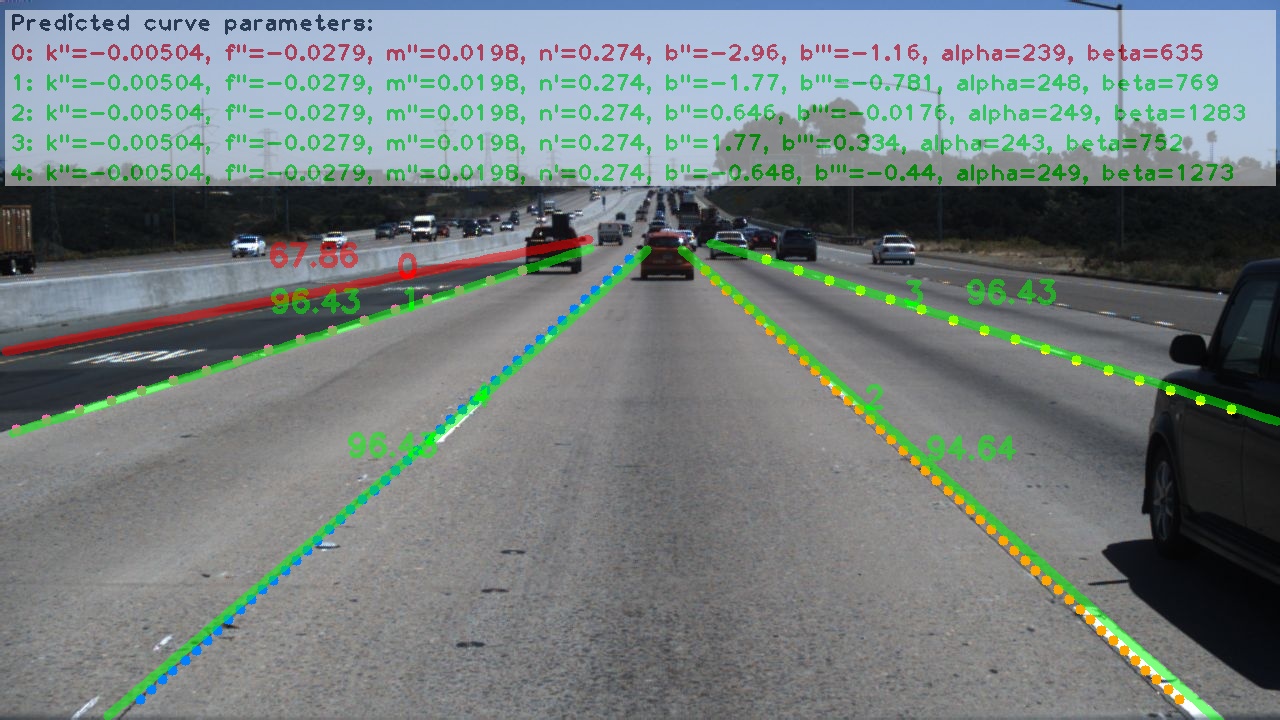 Predicted curve parameters:
0: k''=-0.00504, f''=-0.0279, m''=0.0198, n'=0.274, b''=-2.96, b'''=-1.16, alpha=239, beta=635
1: k''=-0.00504, f''=-0.0279, m''=0.0198, n'=0.274, b''=-1.77, b'''=-0.781, alpha=248, beta=769
2: k''=-0.00504, f''=-0.0279, m''=0.0198, n'=0.274, b''=0.646, b'''=-0.0176, alpha=249, beta=1283
3: k''=-0.00504, f''=-0.0279, m''=0.0198, n'=0.274, b''=1.77, b'''=0.334, alpha=243, beta=752
4: k''=-0.00504, f''=-0.0279, m''=0.0198, n'=0.274, b''=-0.648, b'''=-0.44, alpha=249, beta=1273
67.86 0
96.43 1
3 96.43
HOV
4
2
94.64